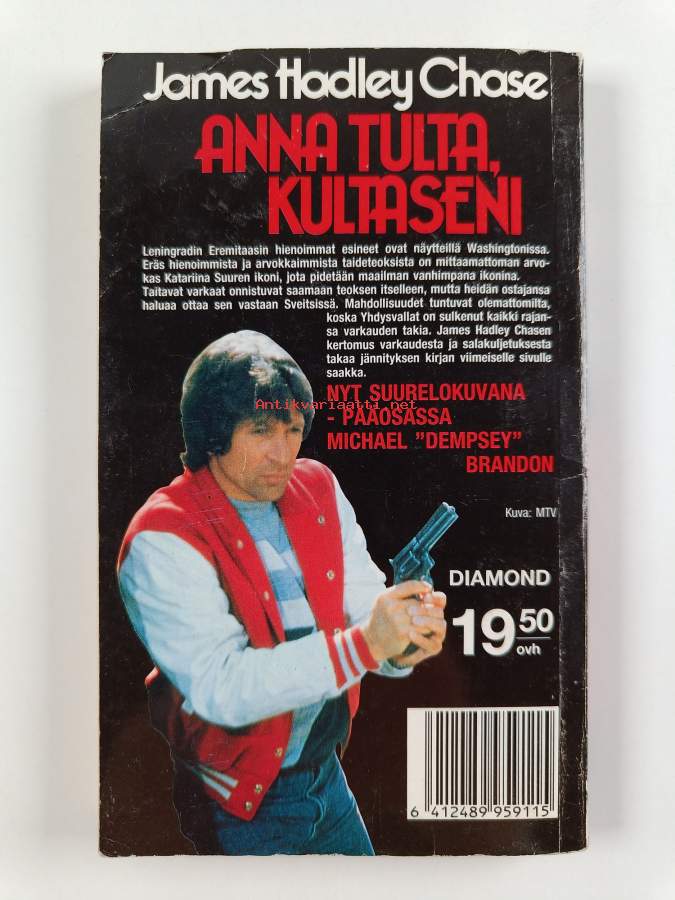 James Hadley Chase
ANNA TULTA,
KULTASENI
Leningradin Eremitaasin hienoimmat esineet ovat näytteillä Washingtonissa.
Eräs hienoimmista ja arvokkaimmista taideteoksista on mittaamattoman arvo-
kas Katariina Suuren ikoni, jota pidetään maailman vanhimpana ikonina.
Taitavat varkaat onnistuvat saamaan teoksen itselleen, mutta heidän ostajansa
haluaa ottaa sen vastaan Sveitsissä. Mahdollisuudet tuntuvat olemattomilta,
koska Yhdysvallat on sulkenut kaikki rajan-
sa varkauden takia. James Hadley Chasen
kertomus varkaudesta ja salakuljetuksesta
takaa jännityksen kirjan viimeiselle sivulle
saakka.
NYT SUURELOKUVANA
Antikvariaatti.net
- PÄÄOSASSA
MICHAEL "DEMPSEY"
BRANDON
Kuva: MTV
DIAMOND
19 50
ovh
6 412489 959115